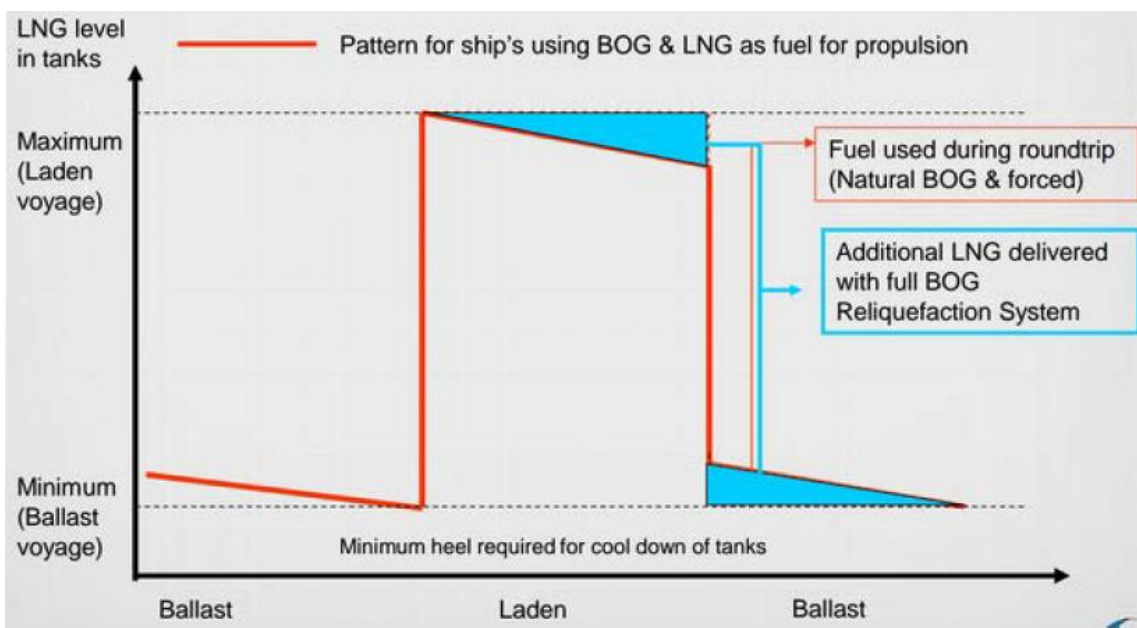 LNG level
in tanks
Pattern for ship's using BOG & LNG as fuel for propulsion
Maximum
(Laden
voyage)
Fuel used during roundtrip
(Natural BOG & forced)
Additional LNG delivered
with full BOG
Reliquefaction System
Minimum
(Ballast
voyage)
Minimum heel required for cool down of tanks
Ballast
Laden
Ballast